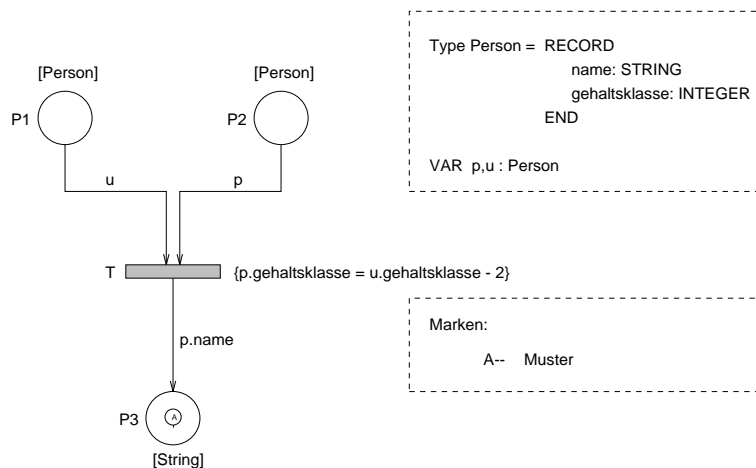 [Person]
[Person]
P1
P2
u
p
T
{p.gehaltsklasse = u.gehaltsklasse - 2}
p.name
P3
A
[String]
Type Person = RECORD
name: STRING
gehaltsklasse: INTEGER
END
VAR p,u : Person
Marken:
A-- Muster